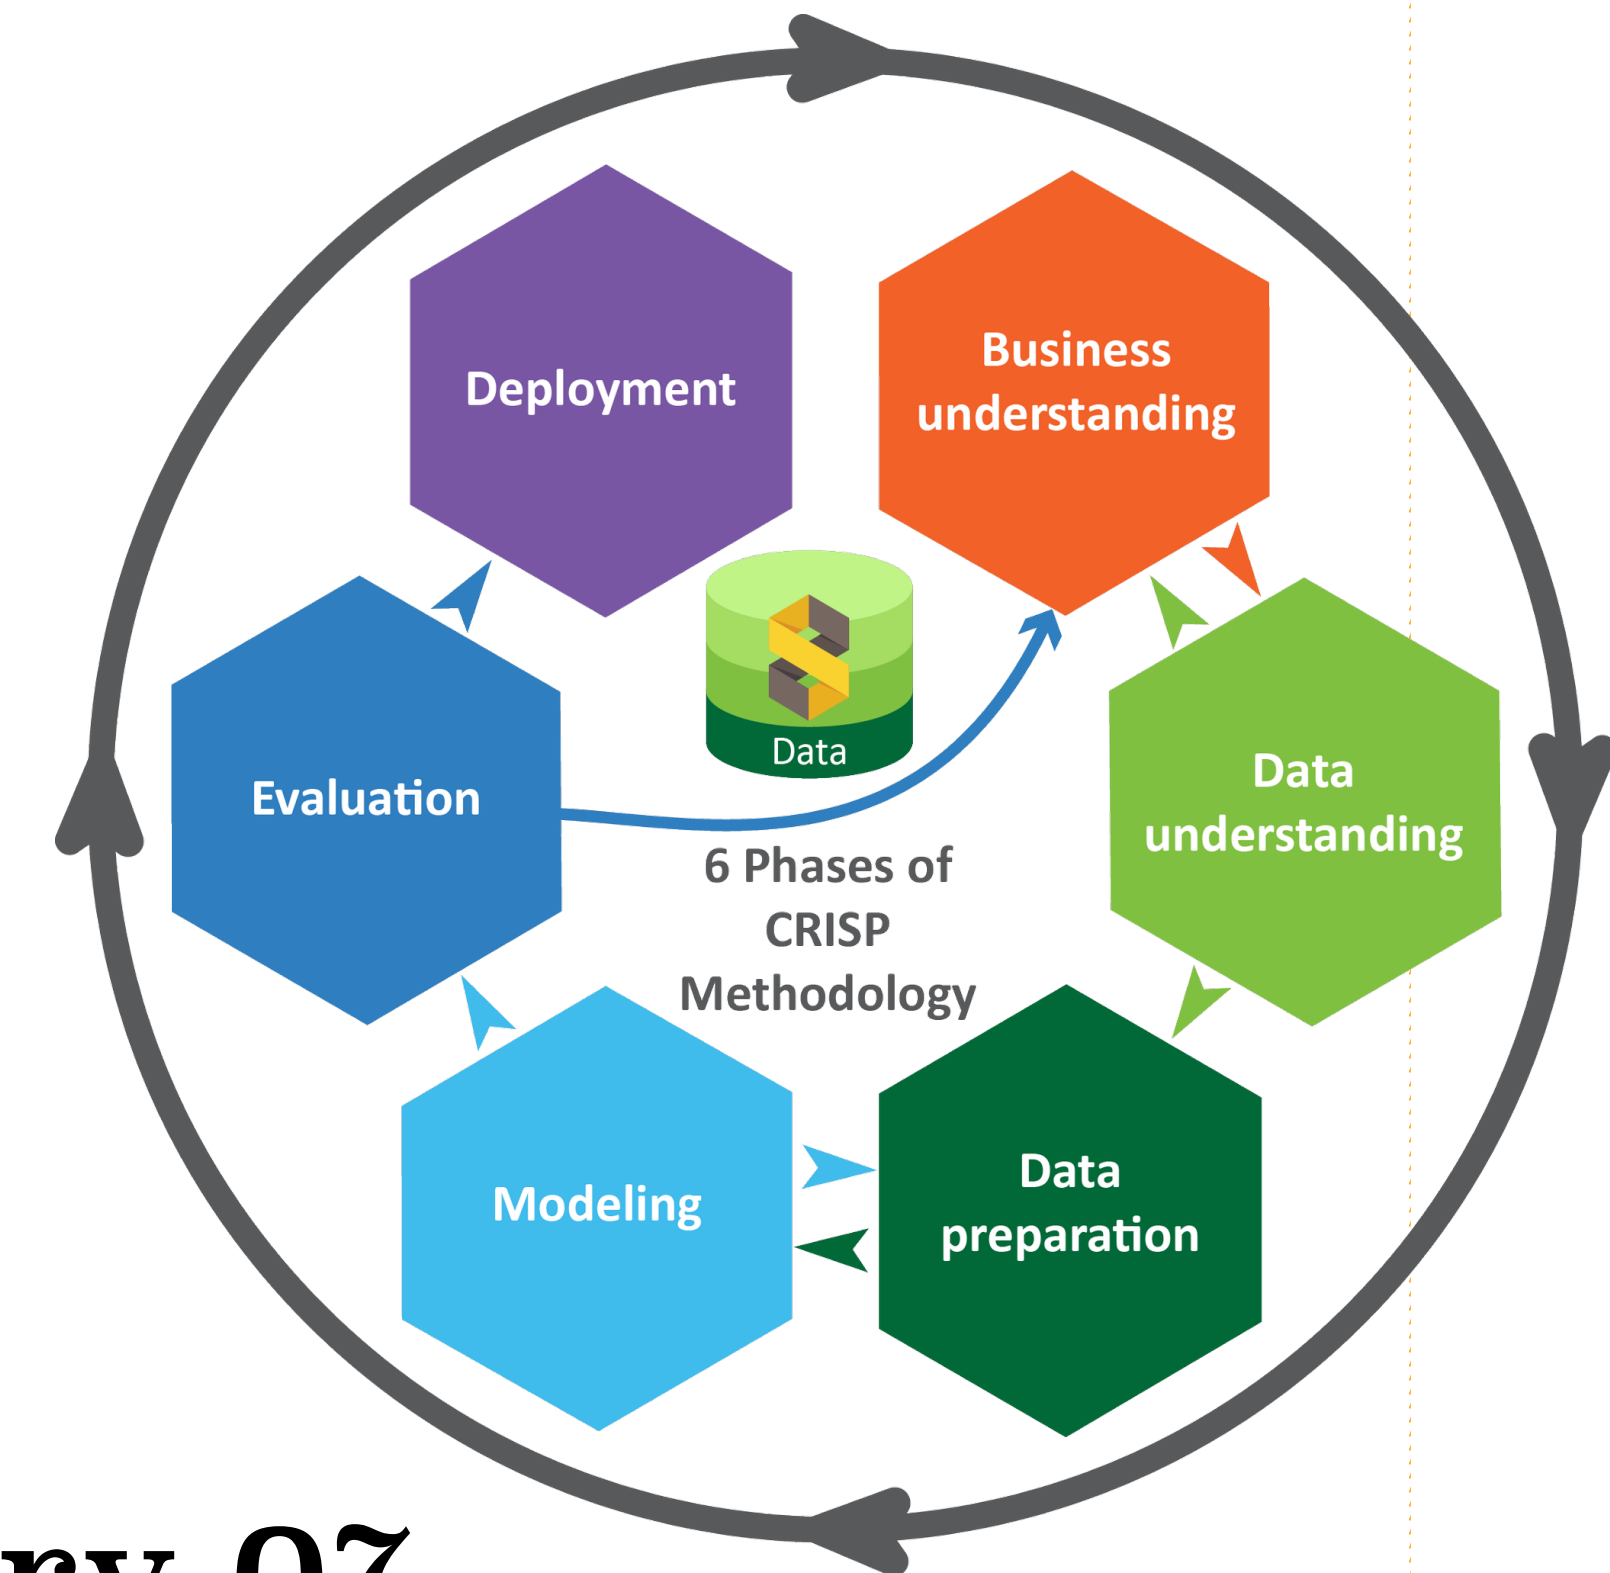 Deployment
Business
understanding
Data
Evaluation
Data
understanding
6 Phases of
CRISP
Methodology
Modeling
Data
preparation